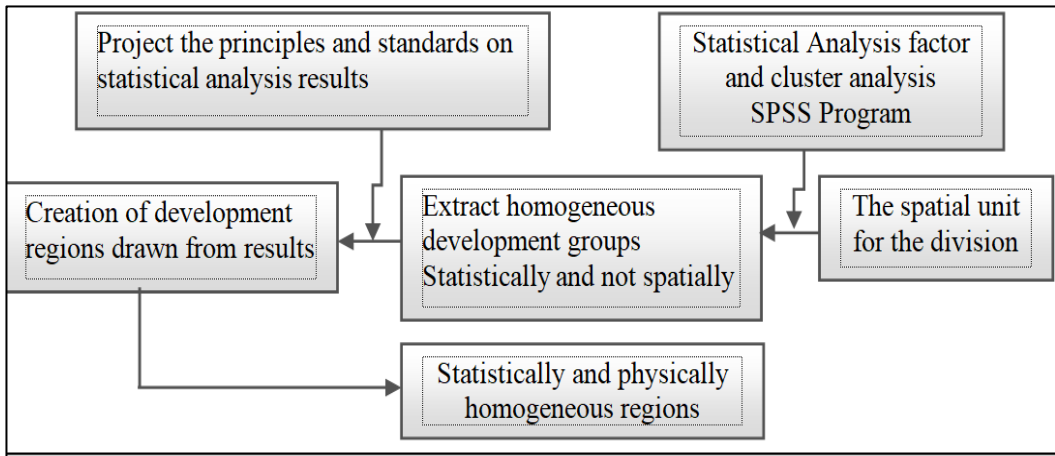 Project the principles and standards on
statistical analysis results
Statistical Analysis factor
and cluster analysis
SPSS Program
Creation of development
regions drawn from results
Extract homogeneous
development groups
Statistically and not spatially
The spatial unit
for the division
Statistically and physically
homogeneous regions